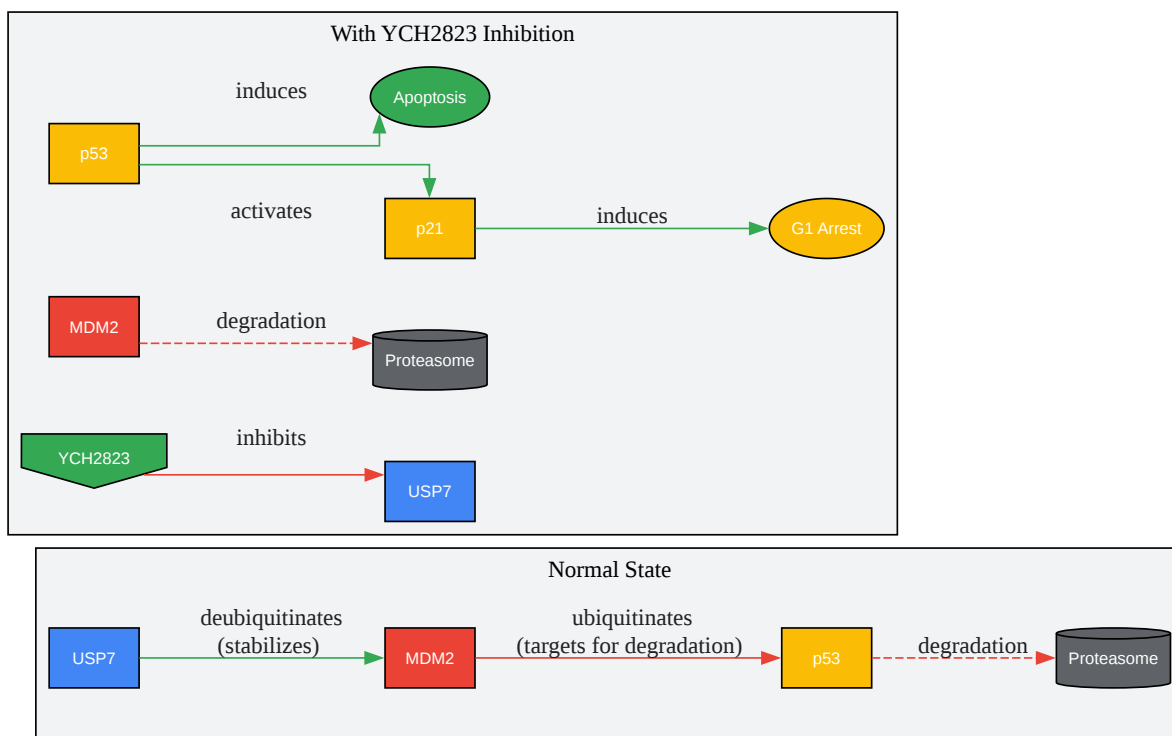 With YCH2823 Inhibition
induces
Apoptosis
p53
activates
p21
induces
G1 Arrest
MDM2
degradation
Proteasome
YCH2823
inhibits
USP7
Normal State
USP7
deubiquitinates
(stabilizes)
MDM2
ubiquitinates
(targets for degradation)
p53
degradation
Proteasome